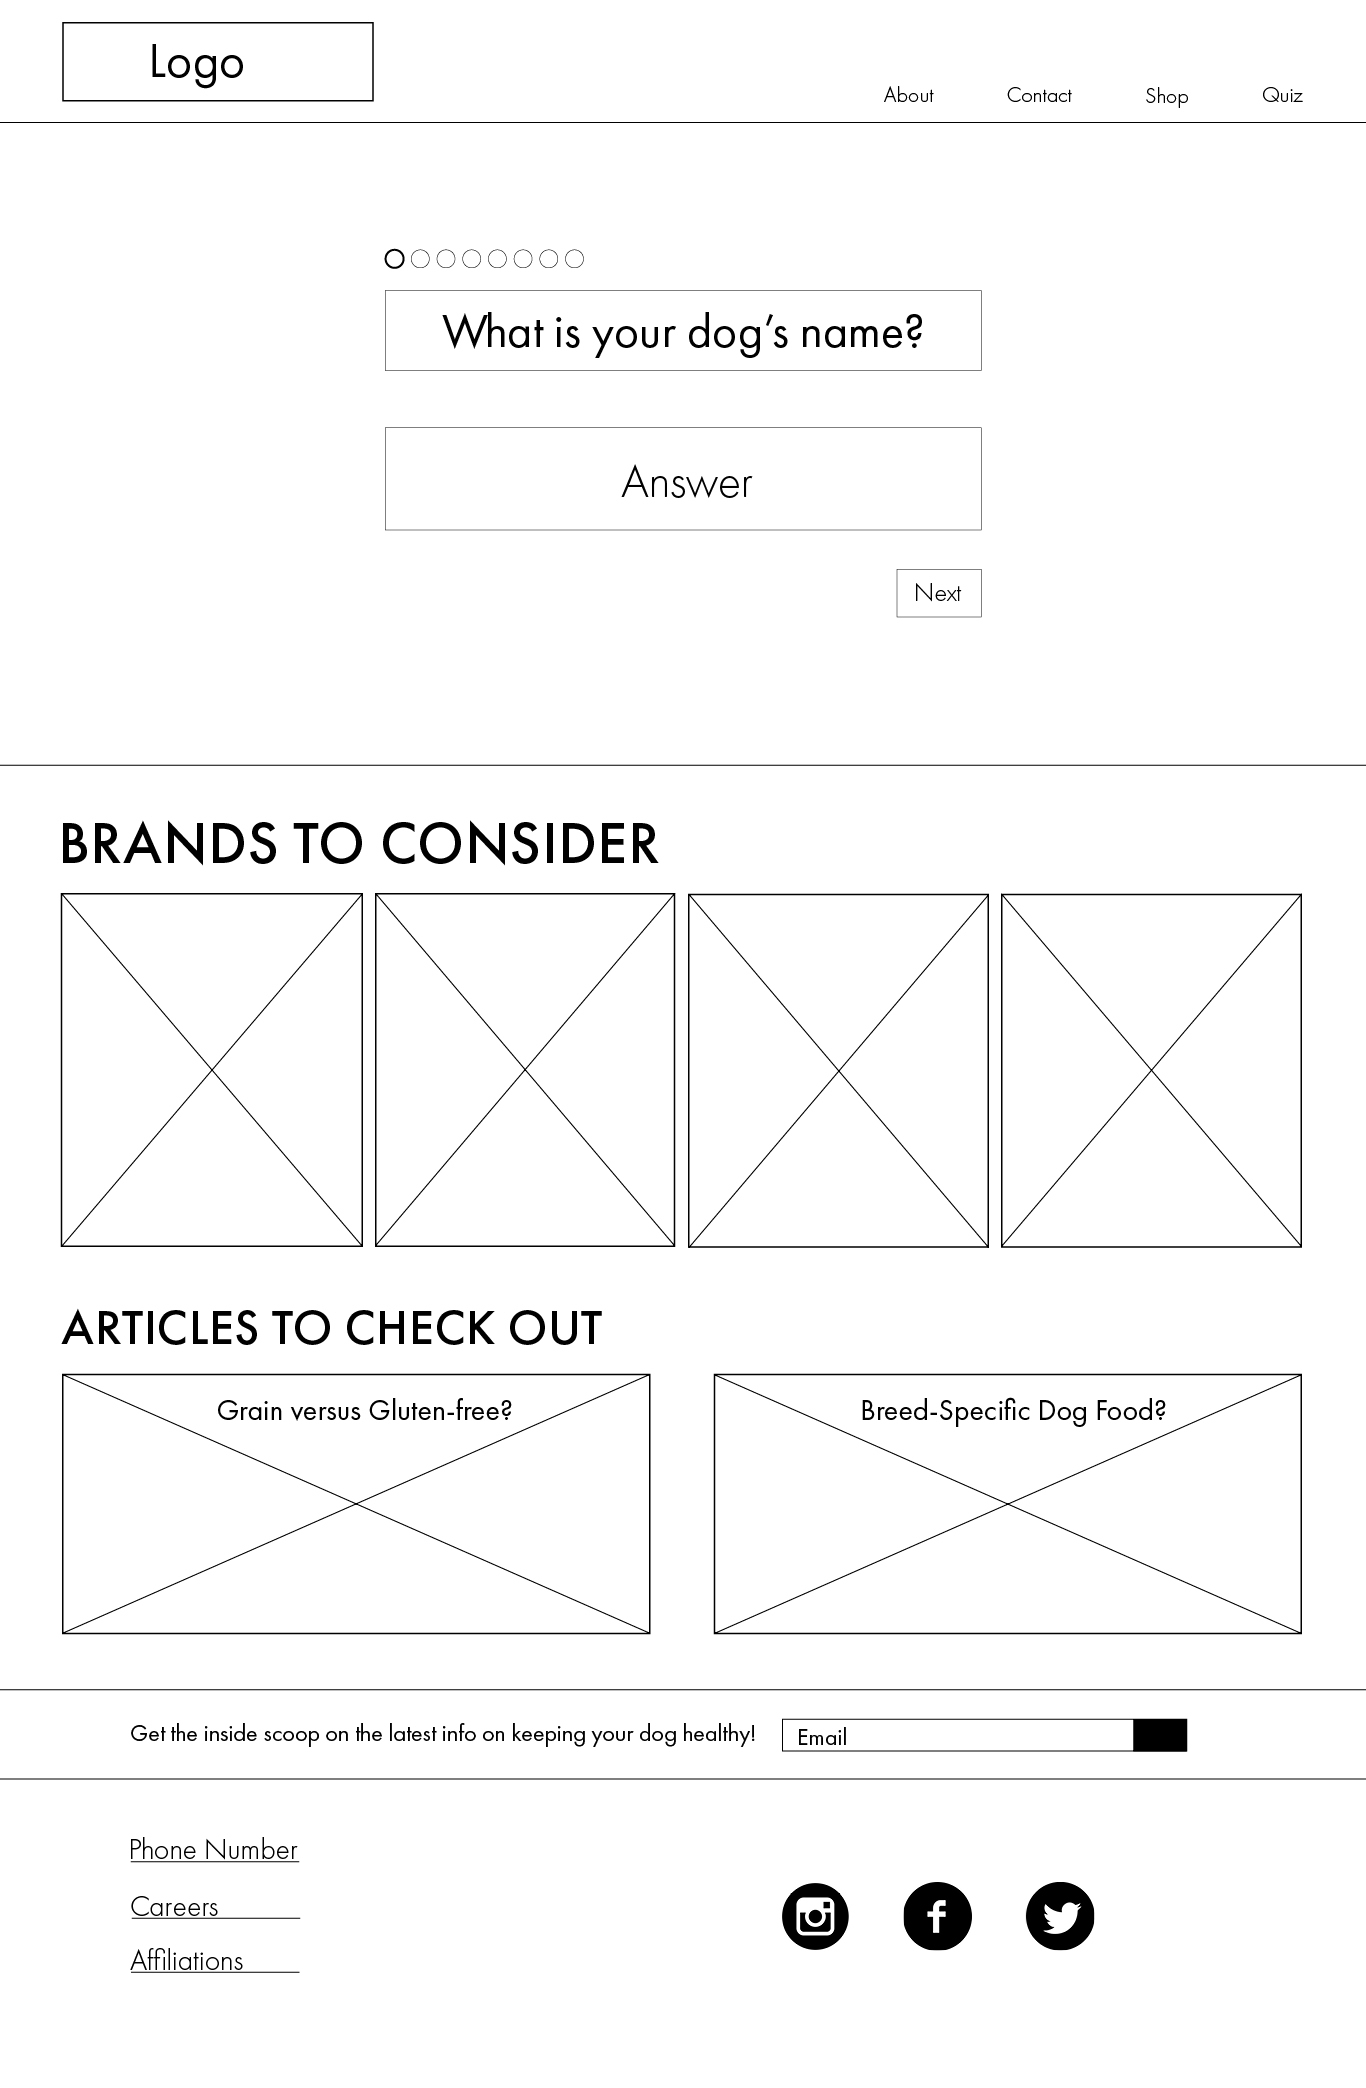 Logo
About Contact Shop Quiz
What is your dog’s name?
Answer
Next
BRANDS TO CONSIDER
ARTICLES TO CHECK OUT
Grain versus Gluten-free?
Breed-Specific Dog Food?
Get the inside scoop on the latest info on keeping your dog healthy!
Email
Phone Number
Careers
Affiliations